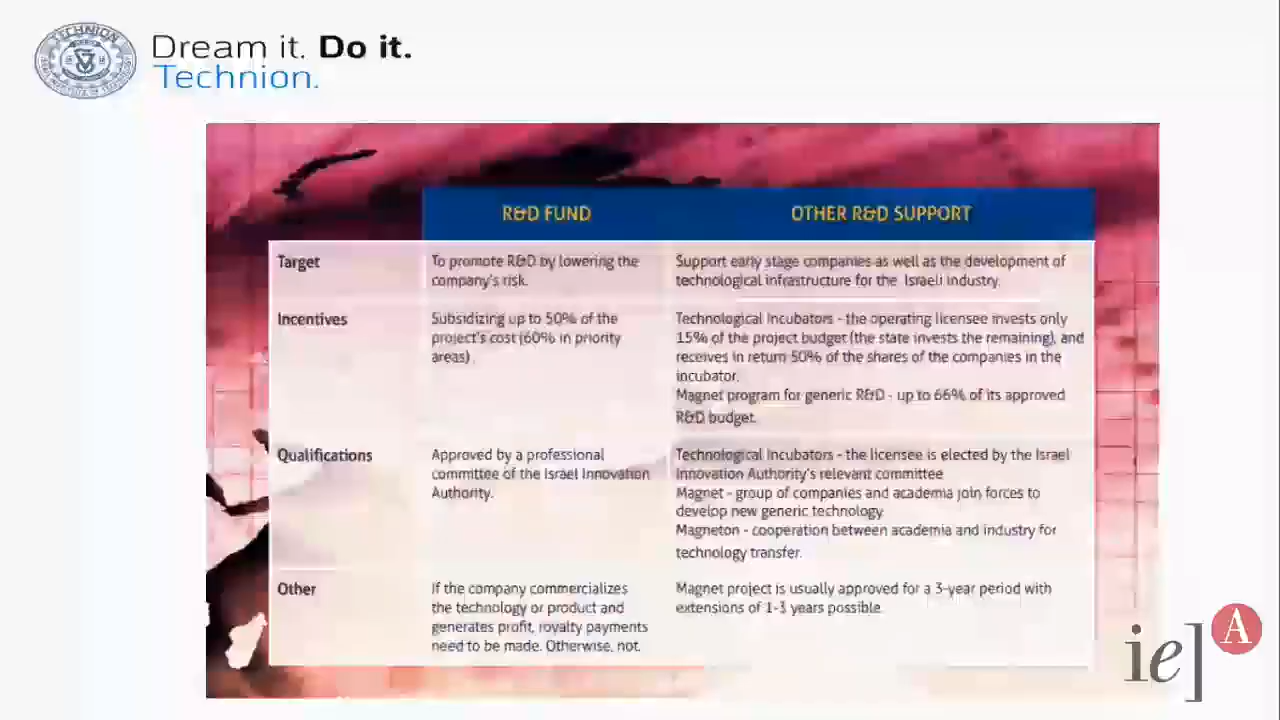 Dream it. Do it.
Technion.
TECHNION
R&D FUND
OTHER R&D SUPPORT
Target
To promote R&D by lowering the
company's risk.
Support early stage companies as well as the development of
technological infrastructure for the Israeli industry.
Incentives
Subsidizing up to 50% of the
project's cost (60% in priority
areas)
Technological Incubators - the operating licensee invests only
15% of the project budget (the state invests the remaining), and
receives in return 50% of the shares of the companies in the
incubator.
Magnet program for generic R&D - up to 66% of its approved
R&D budget.
Qualifications
Approved by a professional
committee of the Israel Innovation
Authority.
Technological Incubators - the licensee is elected by the Israel
Innovation Authority's relevant committee
Magnet - group of companies and academia join forces to
develop new generic technology
Magneton - cooperation between academia and industry for
technology transfer.
Other
If the company commercializes
the technology or product and
generates profit, royalty payments
need to be made. Otherwise, not.
Magnet project is usually approved for a 3-year period with
extensions of 1-3 years possible.
ie]
A